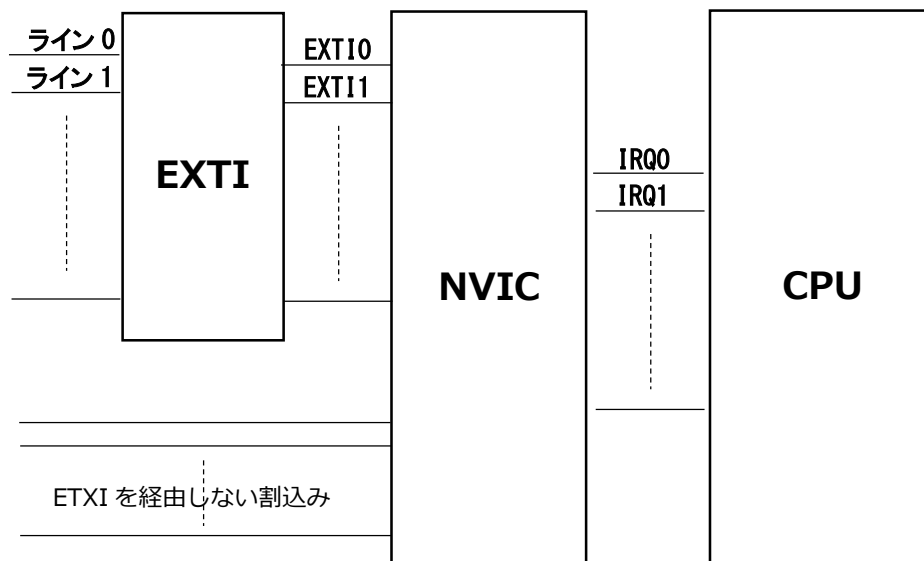 ライン 0
ライン 1
EXTI
EXTI0
EXTI1
NVIC
IRQ0
IRQ1
CPU
ETXI を経由しない割込み